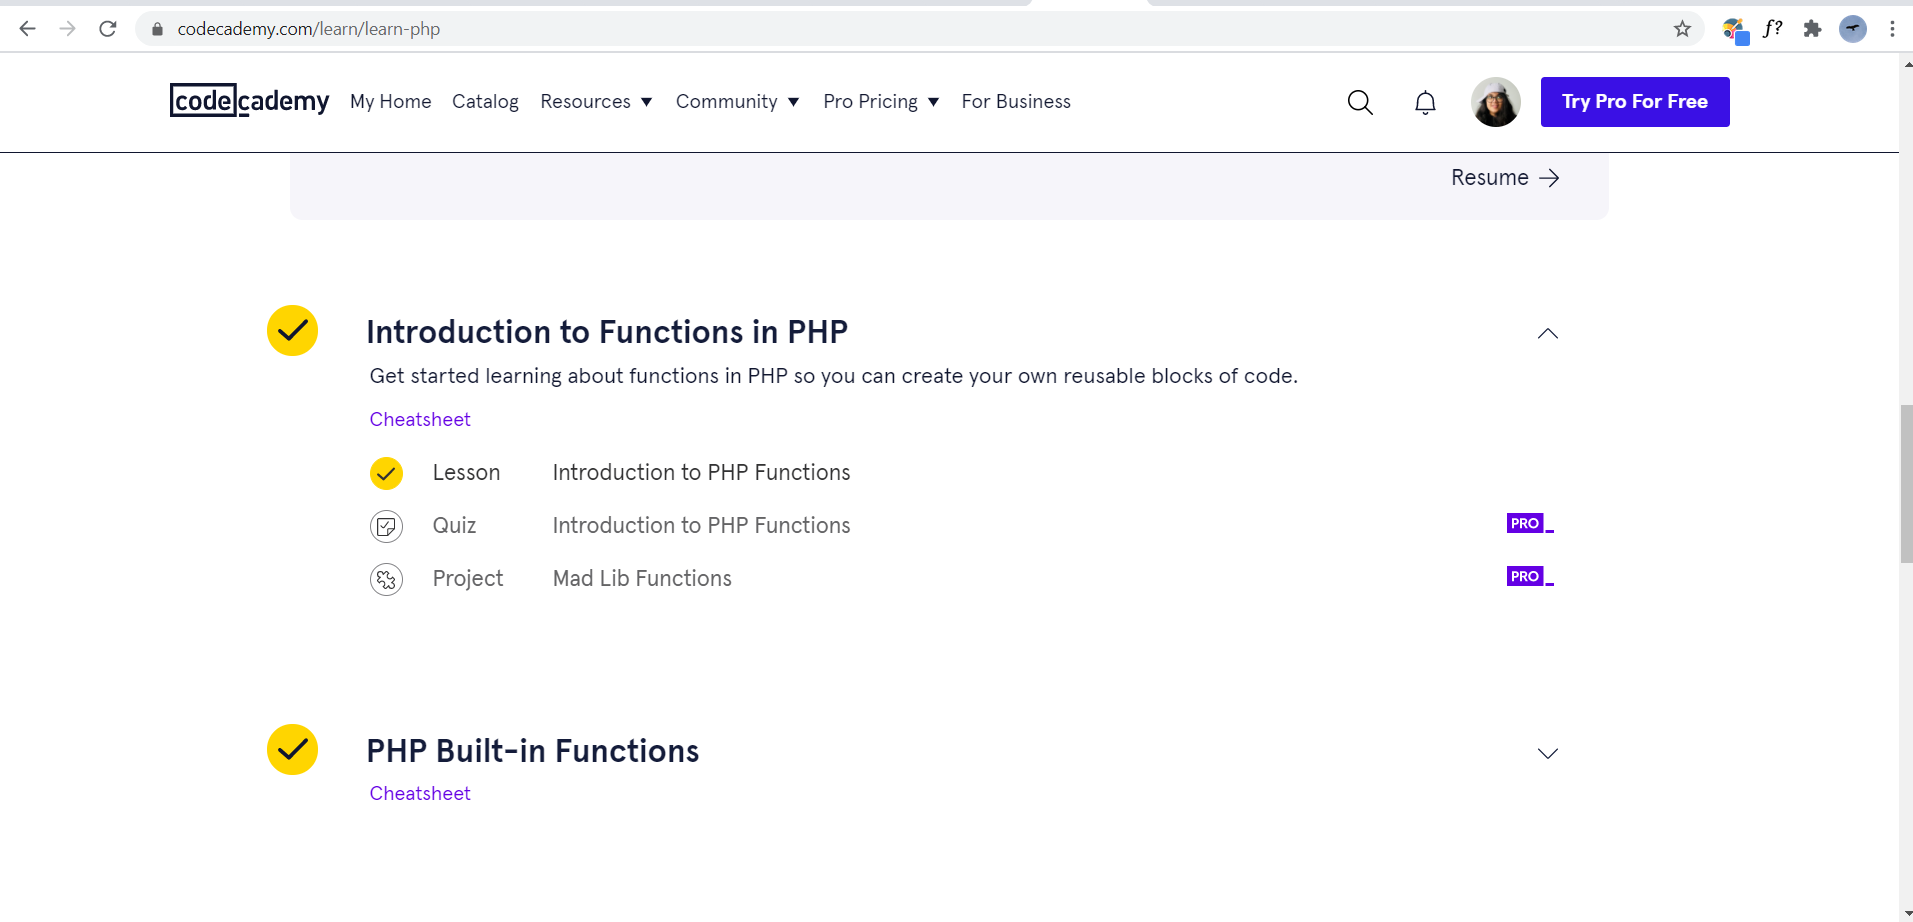 codecademy.com/learn/learn-php
f?
codecademy My Home Catalog Resources ▼ Community ▼ Pro Pricing ▼ For Business Try Pro For Free
Resume →
Introduction to Functions in PHP
Get started learning about functions in PHP so you can create your own reusable blocks of code.
Cheatsheet
Lesson Introduction to PHP Functions
Quiz Introduction to PHP Functions PRO_
Project Mad Lib Functions PRO_
PHP Built-in Functions
Cheatsheet